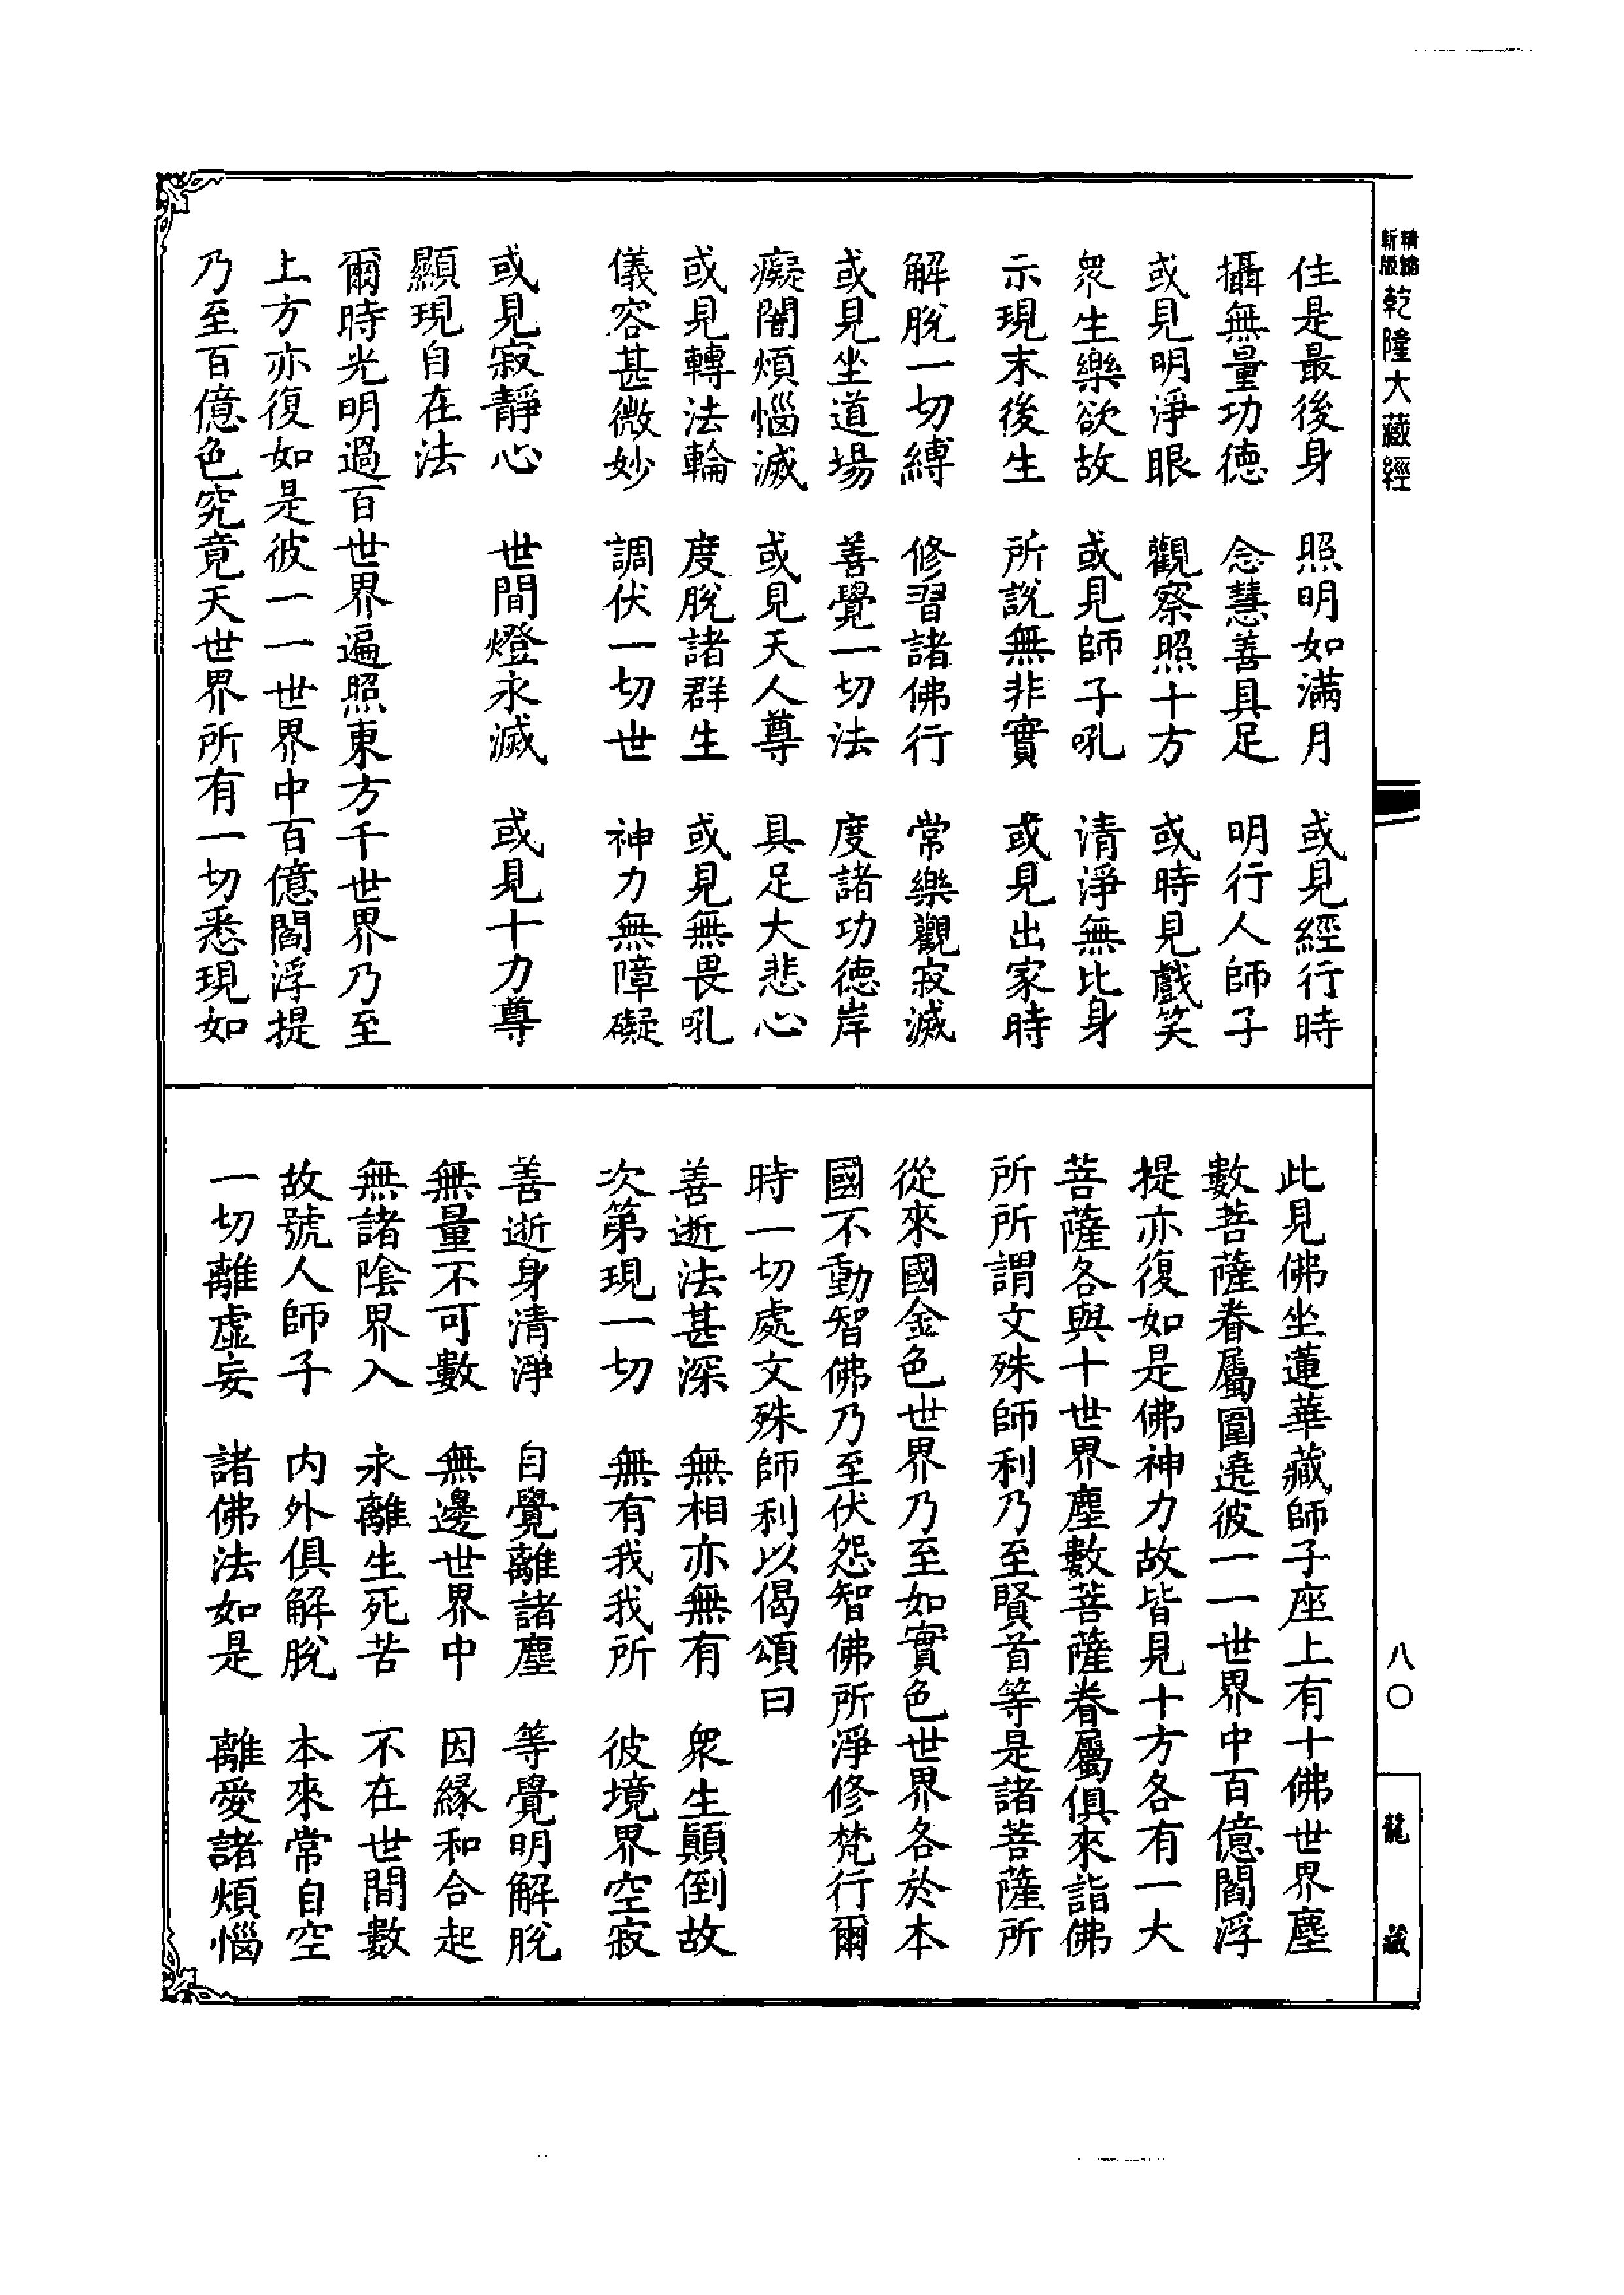 新版精縮乾隆大藏經
住是最後身　照明如滿月　或見經行時
攝無量功德　念慧善具足　明行人師子
或見明淨眼　觀察照十方　或時見戲笑
衆生樂欲故　或見師子吼　清淨無比身
示現末後生　所說無非實　或見出家時
解脫一切縛　修習諸佛行　常樂觀寂滅
或見坐道場　善覺一切法　度諸功德岸
癡闇煩惱滅　或見天人尊　具足大悲心
或見轉法輪　度脫諸群生　或見無畏吼
儀容甚微妙　調伏一切世　神力無障礙
或見寂靜心　世間燈永滅　或見十力尊
顯現自在法
爾時光明過百世界遍照東方千世界乃至
上方亦復如是彼一一世界中百億閻浮提
乃至百億色究竟天世界所有一切悉現如
此見佛坐蓮華藏師子座上有十佛世界塵
數菩薩眷屬圍遶彼一一世界中百億閻浮
提亦復如是佛神力故皆見十方各有一大
菩薩各與十世界塵數菩薩眷屬俱來詣佛
所所謂文殊師利乃至賢首等是諸菩薩所
從來國金色世界乃至如實色世界各於本
國不動智佛乃至伏怨智佛所淨修梵行爾
時一切處文殊師利以偈頌曰
善逝法甚深　無相亦無有　衆生顛倒故
次第現一切　無有我我所　彼境界空寂
善逝身清淨　自覺離諸塵　等覺明解脫
無量不可數　無邊世界中　因緣和合起
無諸陰界入　永離生死苦　不在世間數
故號人師子　内外俱解脫　本來常自空
一切離虛妄　諸佛法如是　離愛諸煩惱
八〇
龍藏